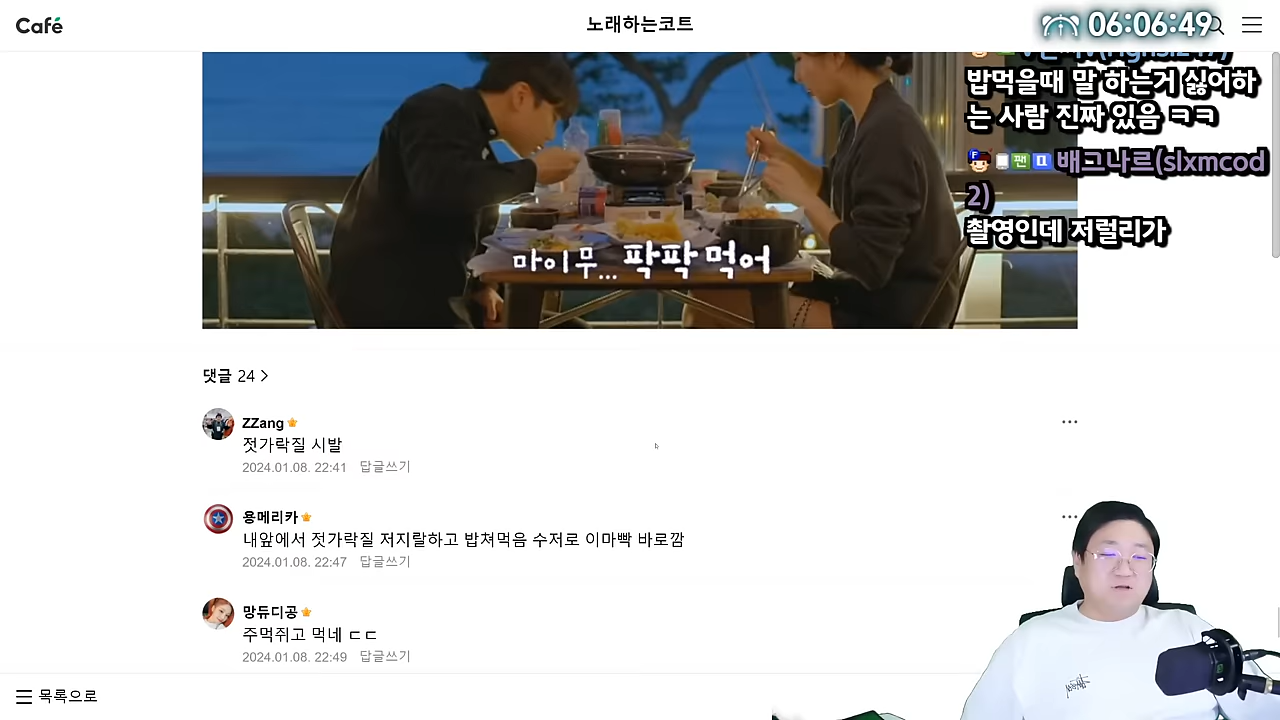 Café
노래하는코트
06:06:49
밥먹을때 말 하는거 싫어하
는 사람 진짜 있음 ㅋㅋ
짼 배그나르(slxmcod
2)
촬영인데 저럴리가
마이무... 팍팍 먹어
댓글 24
ZZang
젓가락질 시발
2024.01.08. 22:41 답글쓰기
용메리카
내앞에서 젓가락질 저지랄하고 밥쳐먹음 수저로 이마빡 바로깜
2024.01.08. 22:47 답글쓰기
망듀디공
주먹쥐고 먹네 ㄷㄷ
2024.01.08. 22:49 답글쓰기
목록으로